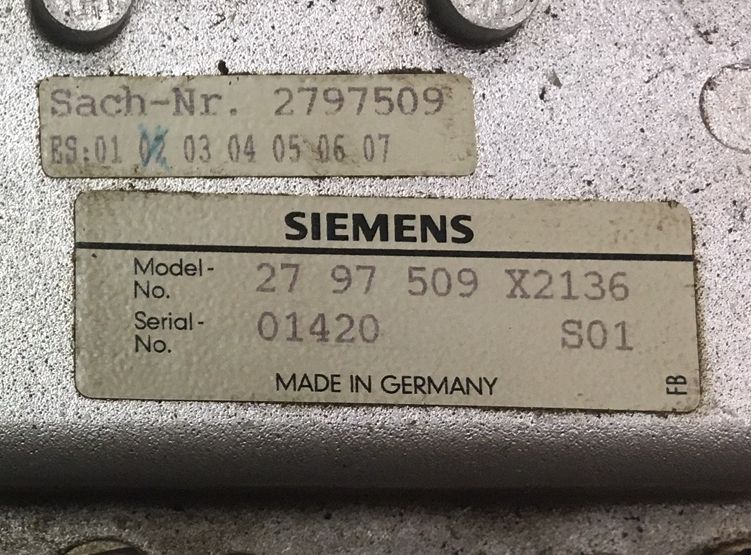 Sach-Nr. 2797509
ES:01 02 03 04 05 06 07
SIEMENS
Model-No. 27 97 509 X2136
Serial-No. 01420 S01
MADE IN GERMANY
FB